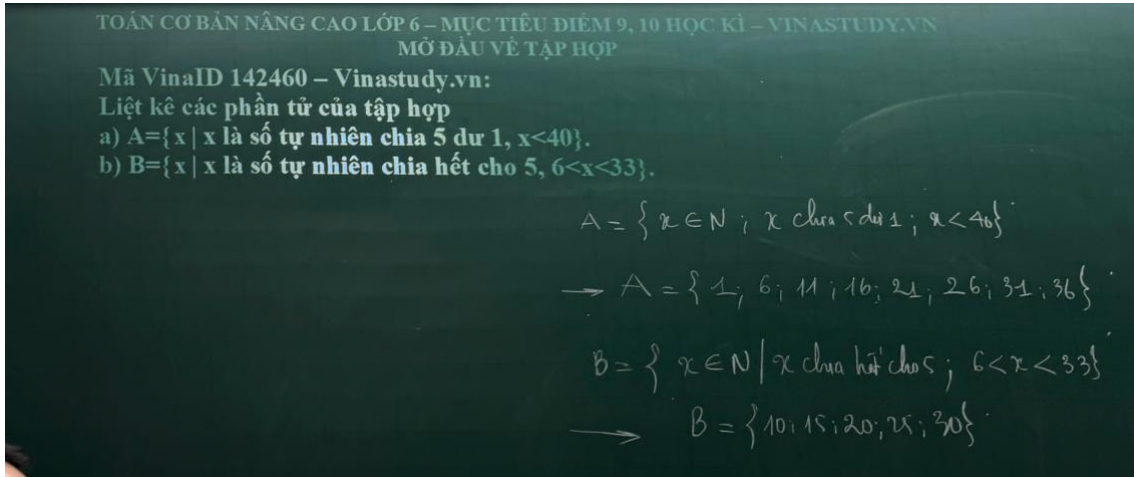 TOÁN CƠ BẢN NÂNG CAO LỚP 6 – MỤC TIÊU ĐIỂM 9, 10 HỌC KÌ – VINASTUDY.VN
MỞ ĐẦU VỀ TẬP HỢP
Mã VinaID 142460 – Vinastudy.vn:
Liệt kê các phần tử của tập hợp
a) A={x | x là số tự nhiên chia 5 dư 1, x<40}.
b) B={x | x là số tự nhiên chia hết cho 5, 6<x<33}.
A = { x ∈ N ; x chia 5 dư 1 ; x < 40}
→ A = { 1; 6; 11; 16; 21; 26; 31; 36}
B = { x ∈ N | x chia hết cho 5; 6 < x < 33}
→ B = {10; 15; 20; 25; 30}